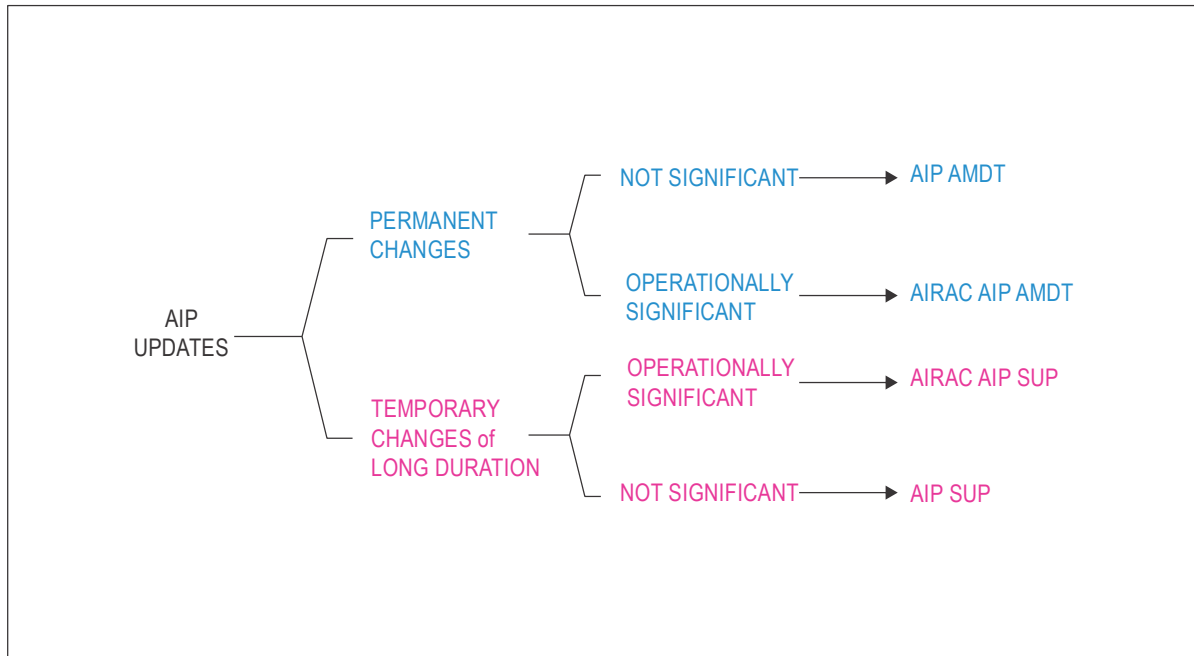 AIP
UPDATES
PERMANENT
CHANGES
NOT SIGNIFICANT
AIP AMDT
OPERATIONALLY
SIGNIFICANT
AIRAC AIP AMDT
TEMPORARY
CHANGES of
LONG DURATION
OPERATIONALLY
SIGNIFICANT
AIRAC AIP SUP
NOT SIGNIFICANT
AIP SUP